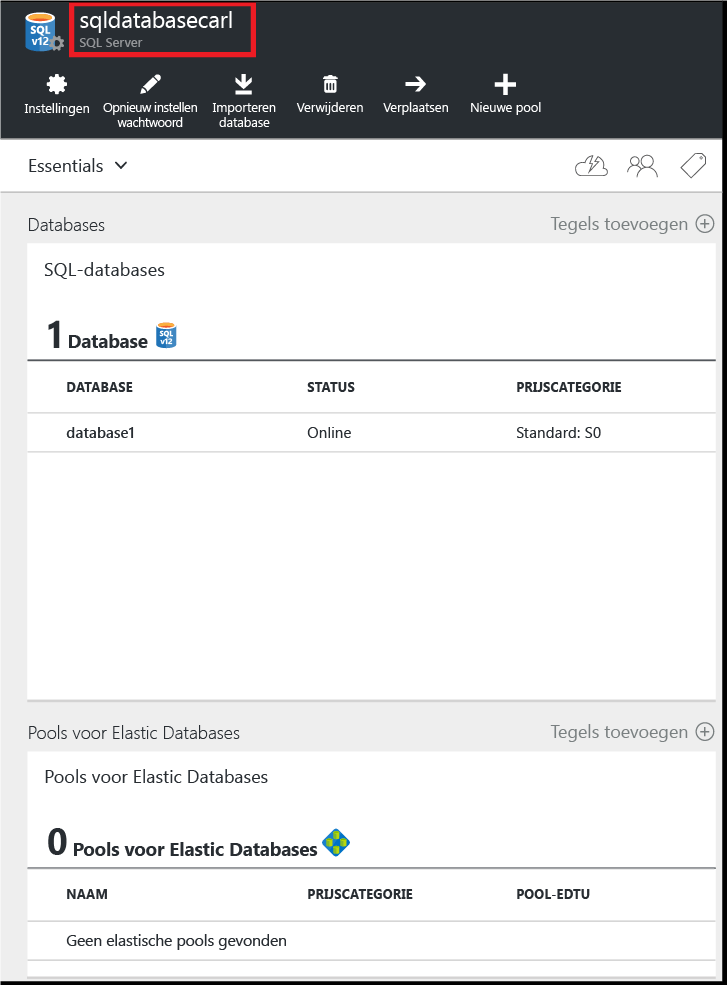 SQL
v12
sqldatabasecarl
SQL Server
Instellingen
Opnieuw instellen
wachtwoord
Importeren
database
Verwijderen
Verplaatsen
Nieuwe pool
Essentials
Databases
Tegels toevoegen
SQL-databases
1 Database
SQL
v12
DATABASE STATUS PRIJSCATEGORIE
database1 Online Standard: S0
Pools voor Elastic Databases
Tegels toevoegen
Pools voor Elastic Databases
0 Pools voor Elastic Databases
NAAM PRIJSCATEGORIE POOL-EDTU
Geen elastische pools gevonden